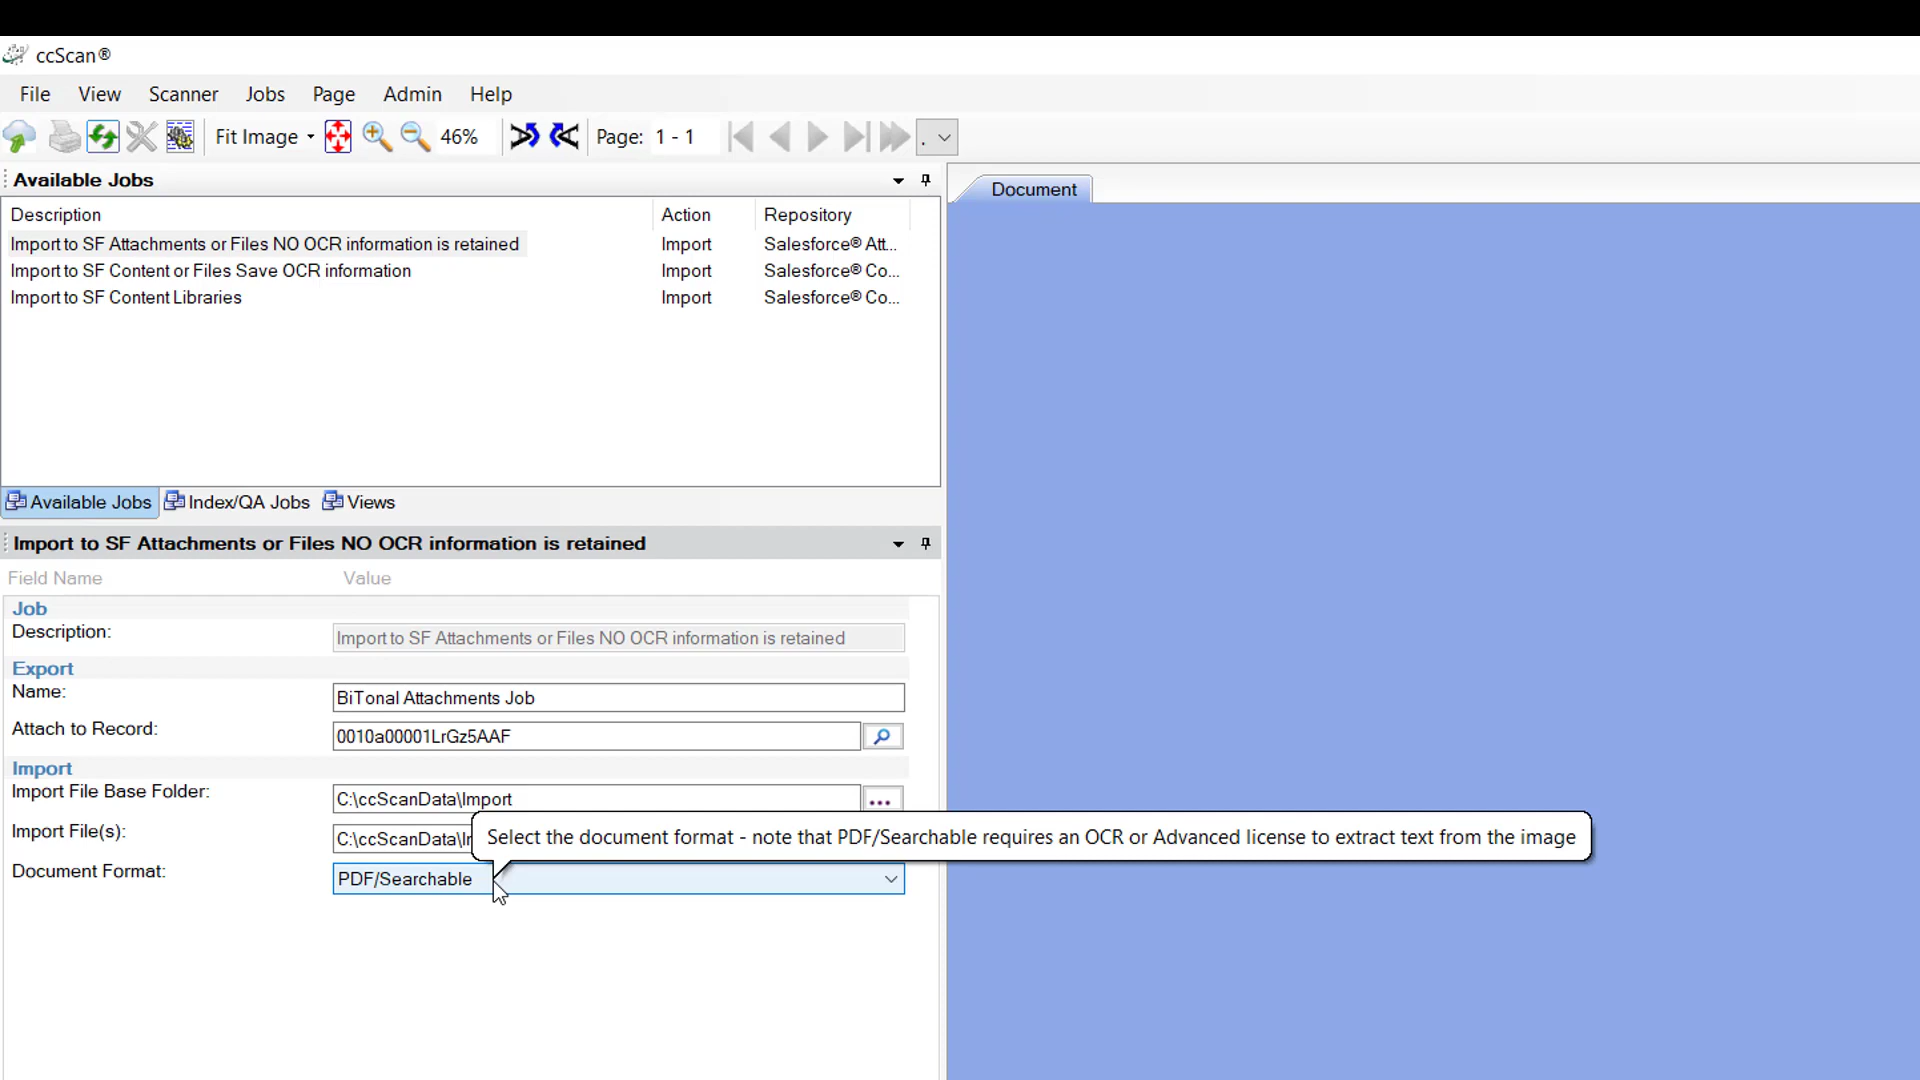 ccScan®
File View Scanner Jobs Page Admin Help
Fit Image 46% Page: 1 - 1 .
Available Jobs
Document
Description Action Repository
Import to SF Attachments or Files NO OCR information is retained Import Salesforce® Att...
Import to SF Content or Files Save OCR information Import Salesforce® Co...
Import to SF Content Libraries Import Salesforce® Co...
Available Jobs Index/QA Jobs Views
Import to SF Attachments or Files NO OCR information is retained
Field Name Value
Job
Description: Import to SF Attachments or Files NO OCR information is retained
Export
Name: BiTonal Attachments Job
Attach to Record: 0010a00001LrGz5AAF
Import
Import File Base Folder: C:\ccScanData\Import ...
Import File(s): C:\ccScanData\
Select the document format - note that PDF/Searchable requires an OCR or Advanced license to extract text from the image
Document Format: PDF/Searchable